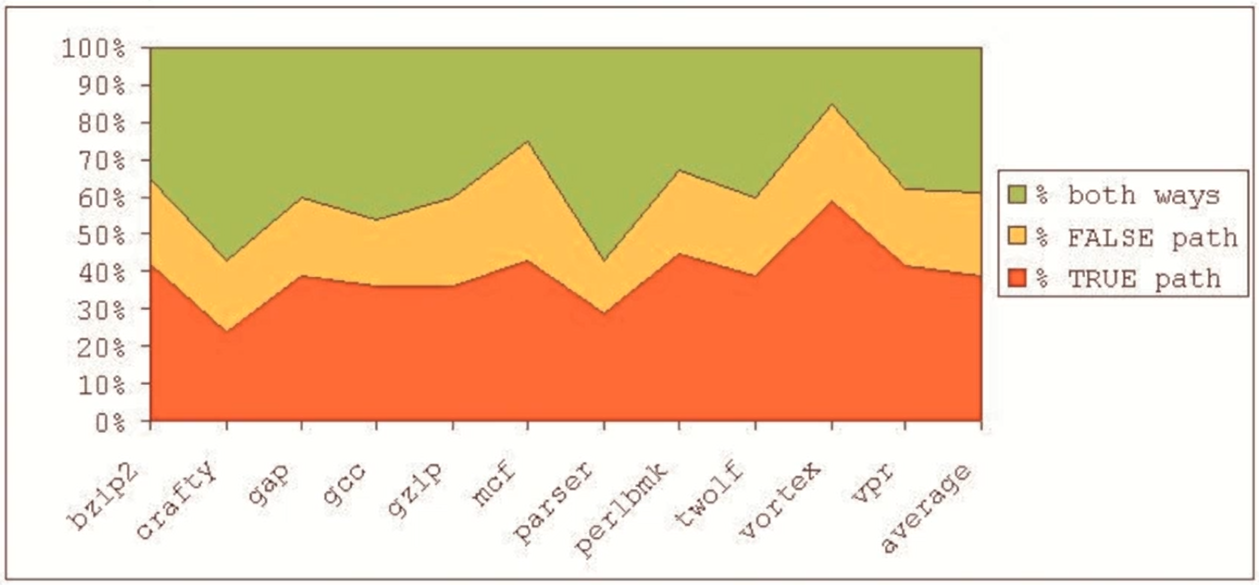 100%
90%
80%
70%
60%
50%
40%
30%
20%
10%
0%
bzip2
crafty
gap
gcc
gzip
mcf
parser
perlbmk
twolf
vortex
vpr
average
% both ways
% FALSE path
% TRUE path